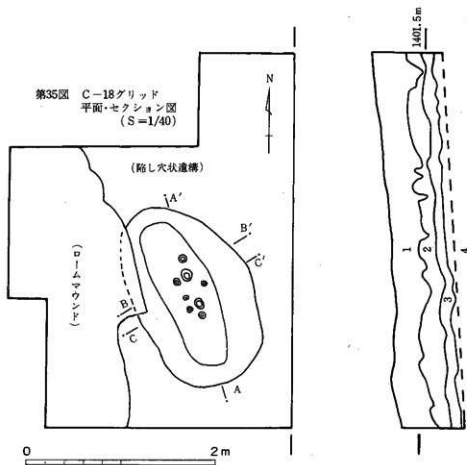 第35図 C－18グリッド
平面・セクション図
(S＝1/40)
N
1401.5m
(陥し穴状遺構)
A′
B′
C′
(ロームマウンド)
B
C
A
1
2
3
4
0
2m